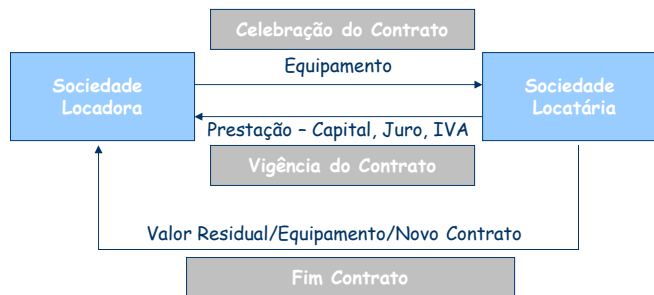 Celebração do Contrato
Equipamento
Sociedade
Locadora
Sociedade
Locatária
Prestação – Capital, Juro, IVA
Vigência do Contrato
Valor Residual/Equipamento/Novo Contrato
Fim Contrato